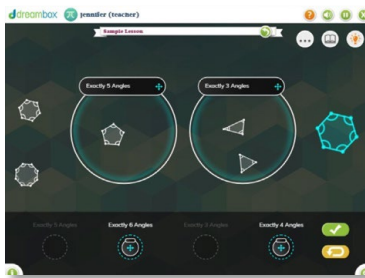 dreambox jennifer (teacher)
Sample Lesson
Exactly 5 Angles
Exactly 3 Angles
Exactly 5 Angles
Exactly 6 Angles
Exactly 3 Angles
Exactly 4 Angles